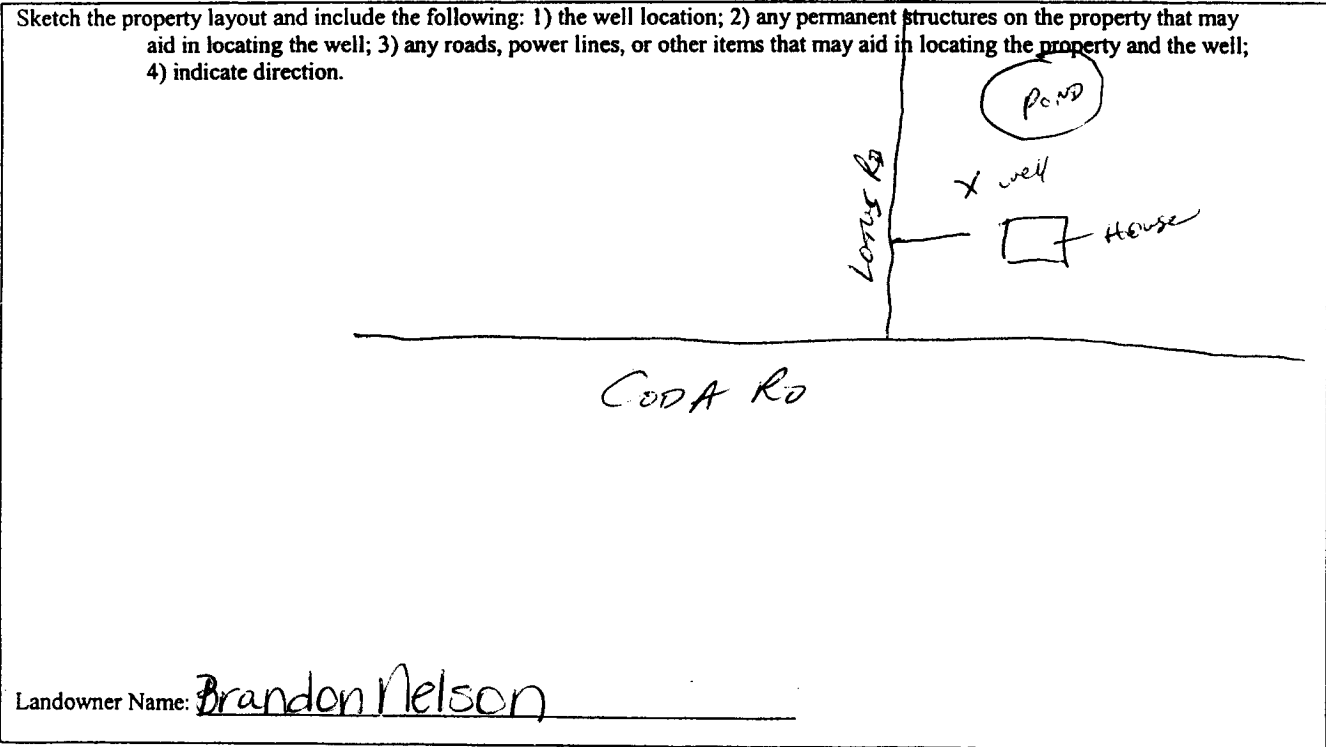 Sketch the property layout and include the following: 1) the well location; 2) any permanent structures on the property that may
aid in locating the well; 3) any roads, power lines, or other items that may aid in locating the property and the well;
4) indicate direction.
POND
X well
LOTUS RD
House
CODA RD
Landowner Name: Brandon Nelson